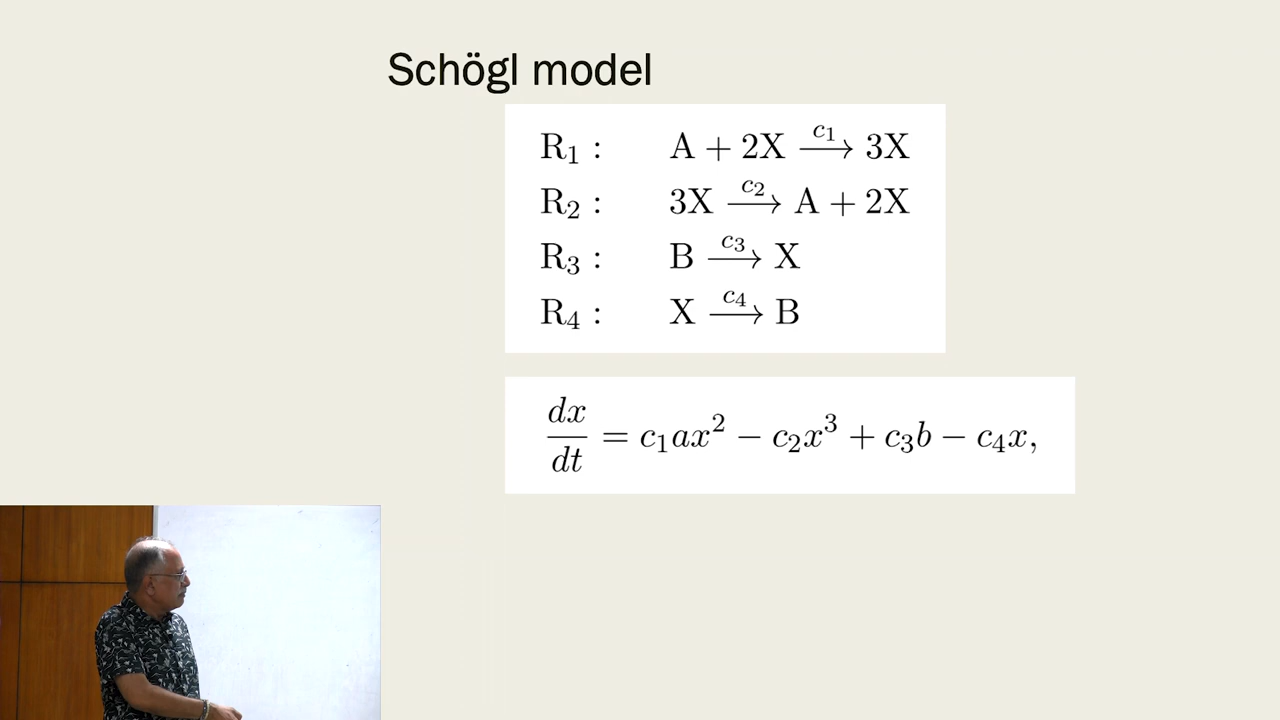 Schögl model
R₁ : A + 2X —c₁→ 3X
R₂ : 3X —c₂→ A + 2X
R₃ : B —c₃→ X
R₄ : X —c₄→ B
dx/dt = c₁ax² − c₂x³ + c₃b − c₄x,